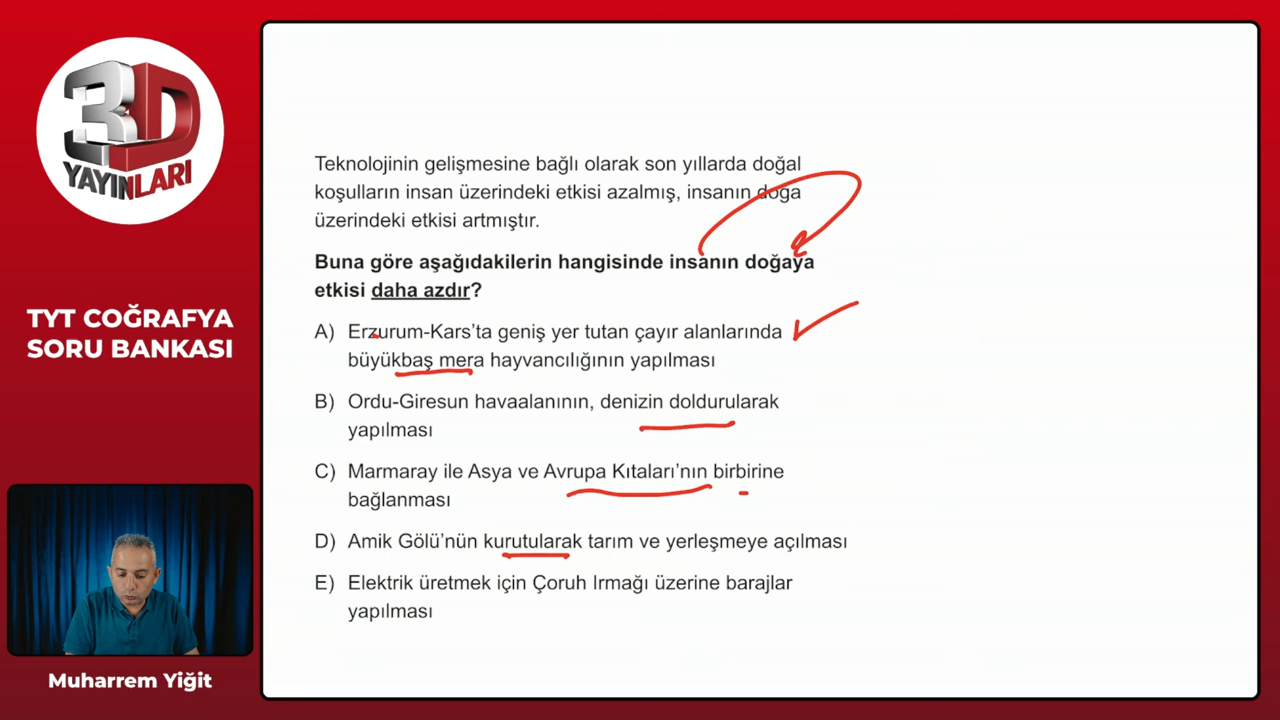 3D
YAYINLARI
TYT COĞRAFYA
SORU BANKASI
Muharrem Yiğit
Teknolojinin gelişmesine bağlı olarak son yıllarda doğal
koşulların insan üzerindeki etkisi azalmış, insanın doğa
üzerindeki etkisi artmıştır.
Buna göre aşağıdakilerin hangisinde insanın doğaya
etkisi daha azdır?
A) Erzurum-Kars'ta geniş yer tutan çayır alanlarında
büyükbaş mera hayvancılığının yapılması
B) Ordu-Giresun havaalanının, denizin doldurularak
yapılması
C) Marmaray ile Asya ve Avrupa Kıtaları'nın birbirine
bağlanması
D) Amik Gölü'nün kurutularak tarım ve yerleşmeye açılması
E) Elektrik üretmek için Çoruh Irmağı üzerine barajlar
yapılması